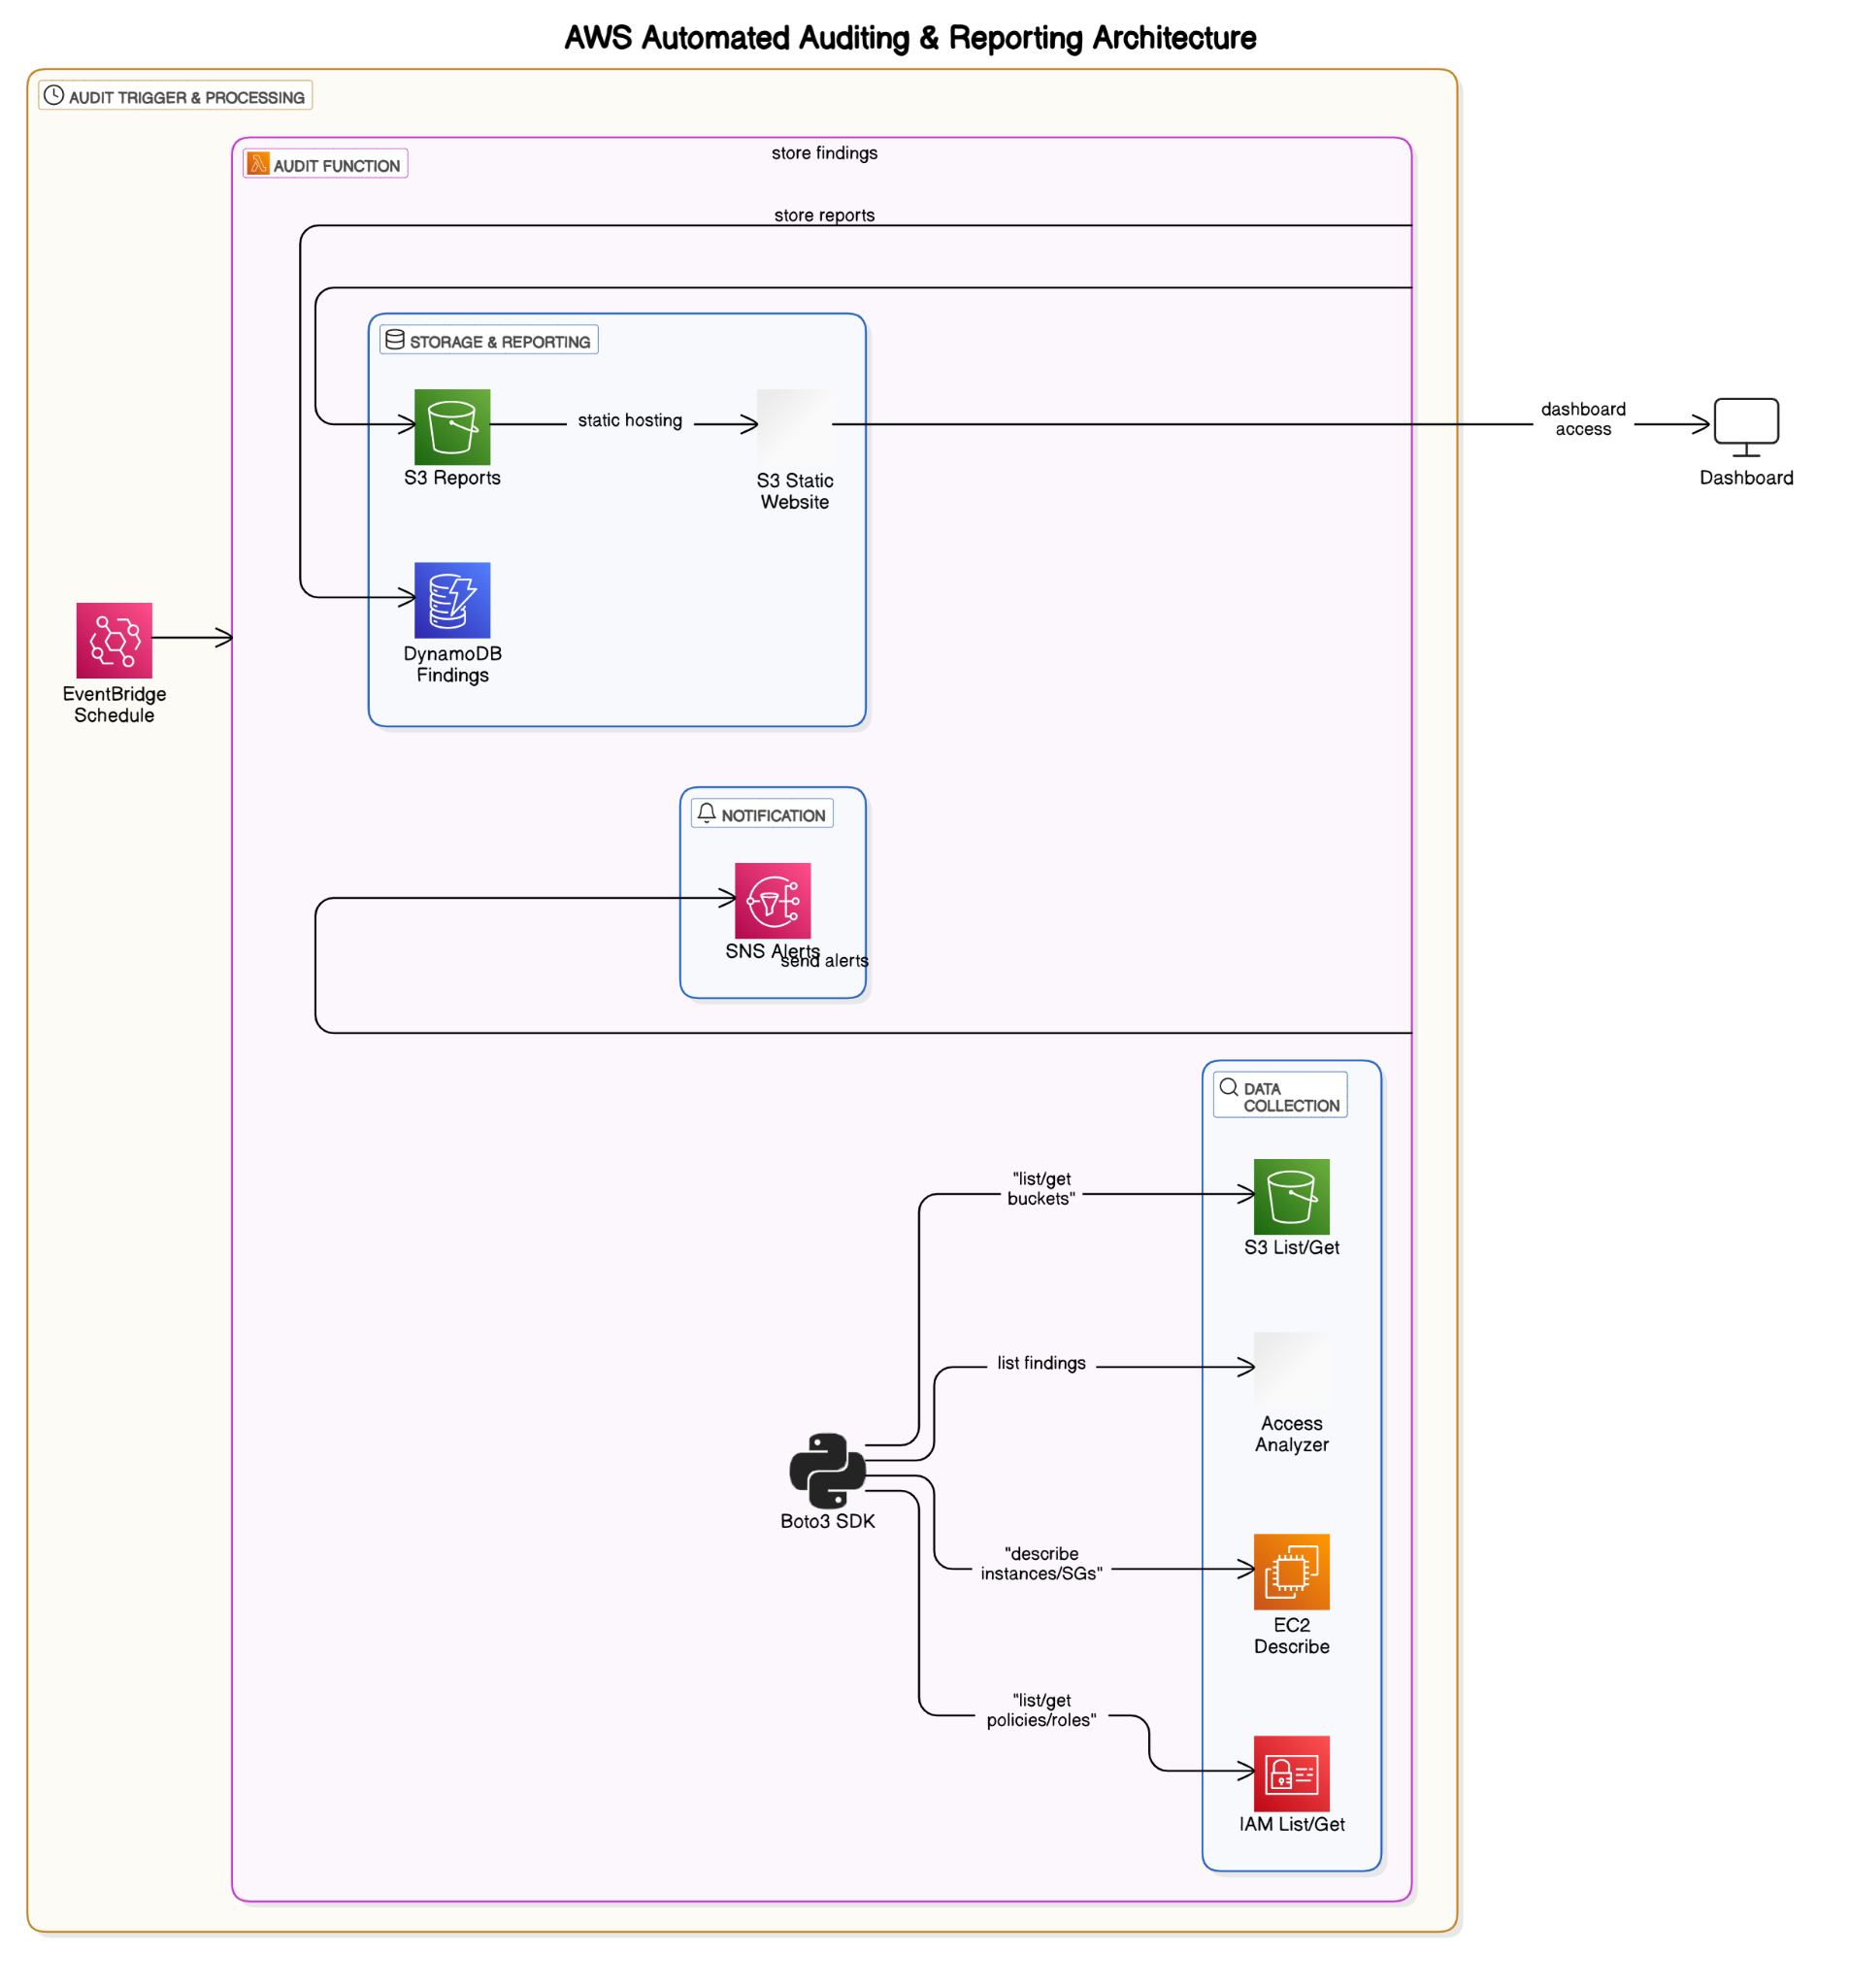 AWS Automated Auditing & Reporting Architecture
AUDIT TRIGGER & PROCESSING
AUDIT FUNCTION
store findings
store reports
STORAGE & REPORTING
S3 Reports
static hosting
S3 Static
Website
dashboard
access
Dashboard
DynamoDB
Findings
EventBridge
Schedule
NOTIFICATION
SNS Alerts
send alerts
DATA
COLLECTION
"list/get
buckets"
S3 List/Get
list findings
Access
Analyzer
Boto3 SDK
"describe
instances/SGs"
EC2
Describe
"list/get
policies/roles"
IAM List/Get